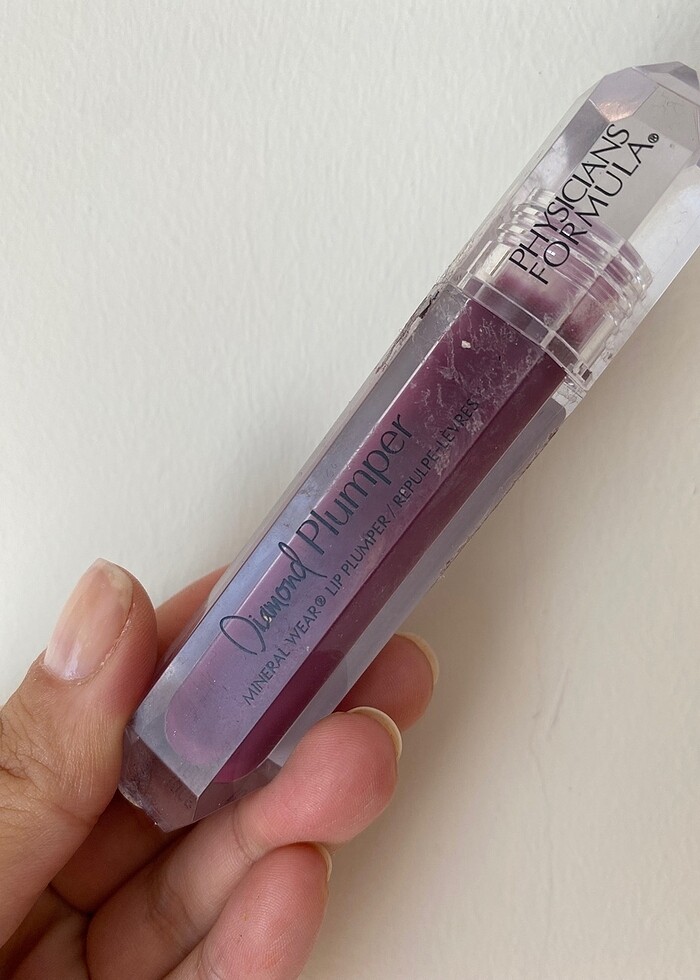 PHYSICIANS
FORMULA®
Diamond Plumper
MINERAL WEAR® LIP PLUMPER / REPULPE-LÈVRES